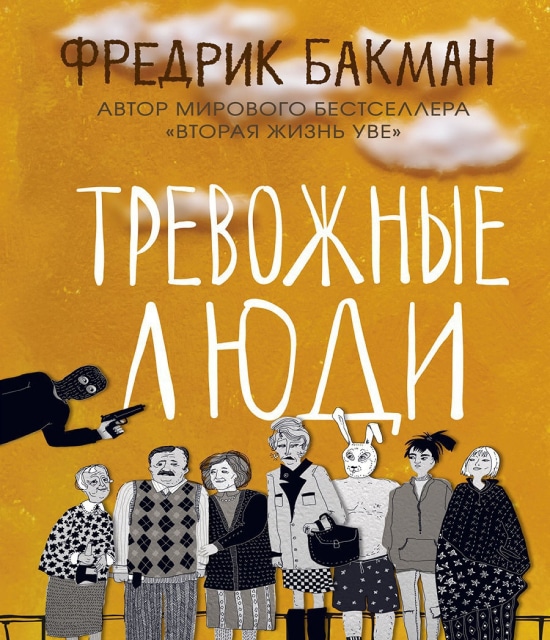 ФРЕДРИК БАКМАН
АВТОР МИРОВОГО БЕСТСЕЛЛЕРА
«ВТОРАЯ ЖИЗНЬ УВЕ»
ТРЕВОЖНЫЕ
ЛЮДИ